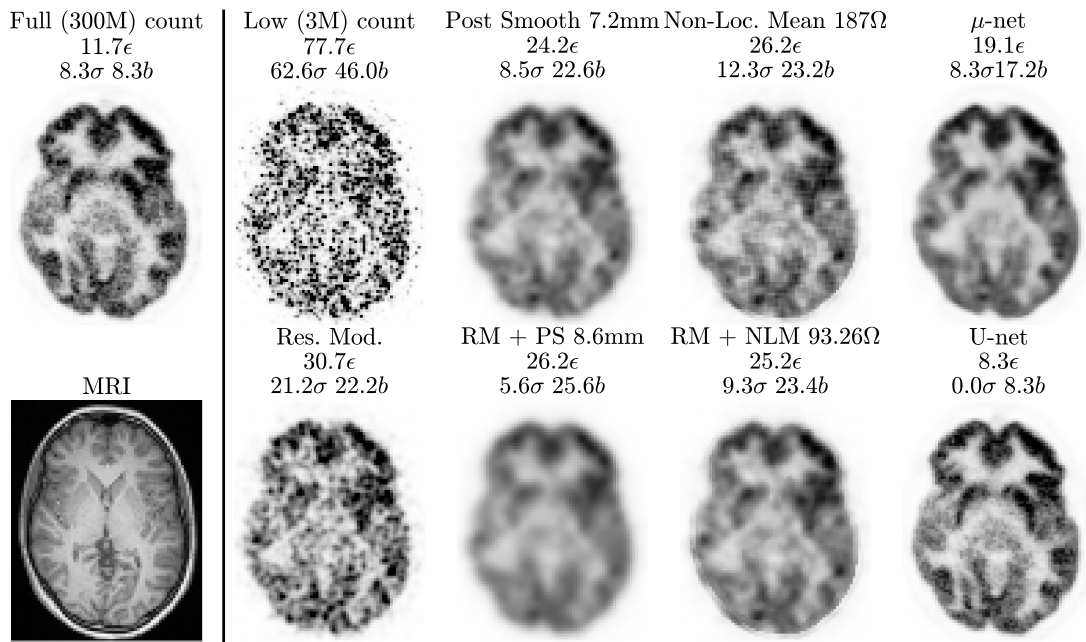 Full (300M) count
11.7ϵ
8.3σ 8.3b
Low (3M) count
77.7ϵ
62.6σ 46.0b
Post Smooth 7.2mm
24.2ϵ
8.5σ 22.6b
Non-Loc. Mean 187Ω
26.2ϵ
12.3σ 23.2b
μ-net
19.1ϵ
8.3σ17.2b
MRI
Res. Mod.
30.7ϵ
21.2σ 22.2b
RM + PS 8.6mm
26.2ϵ
5.6σ 25.6b
RM + NLM 93.26Ω
25.2ϵ
9.3σ 23.4b
U-net
8.3ϵ
0.0σ 8.3b